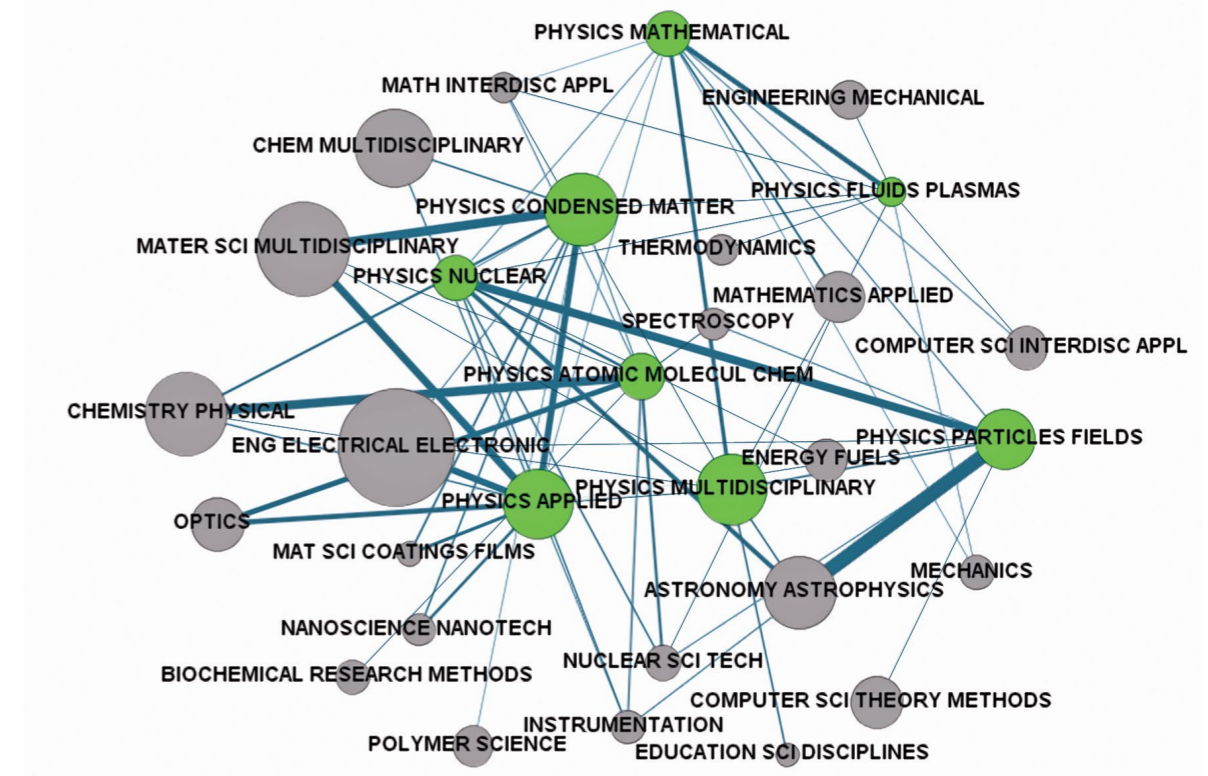 PHYSICS MATHEMATICAL
MATH INTERDISC APPL
ENGINEERING MECHANICAL
CHEM MULTIDISCIPLINARY
PHYSICS FLUIDS PLASMAS
PHYSICS CONDENSED MATTER
MATER SCI MULTIDISCIPLINARY
THERMODYNAMICS
PHYSICS NUCLEAR
MATHEMATICS APPLIED
SPECTROSCOPY
COMPUTER SCI INTERDISC APPL
PHYSICS ATOMIC MOLECUL CHEM
CHEMISTRY PHYSICAL
PHYSICS PARTICLES FIELDS
ENG ELECTRICAL ELECTRONIC
ENERGY FUELS
PHYSICS MULTIDISCIPLINARY
PHYSICS APPLIED
OPTICS
MAT SCI COATINGS FILMS
MECHANICS
ASTRONOMY ASTROPHYSICS
NANOSCIENCE NANOTECH
NUCLEAR SCI TECH
BIOCHEMICAL RESEARCH METHODS
COMPUTER SCI THEORY METHODS
INSTRUMENTATION
POLYMER SCIENCE
EDUCATION SCI DISCIPLINES